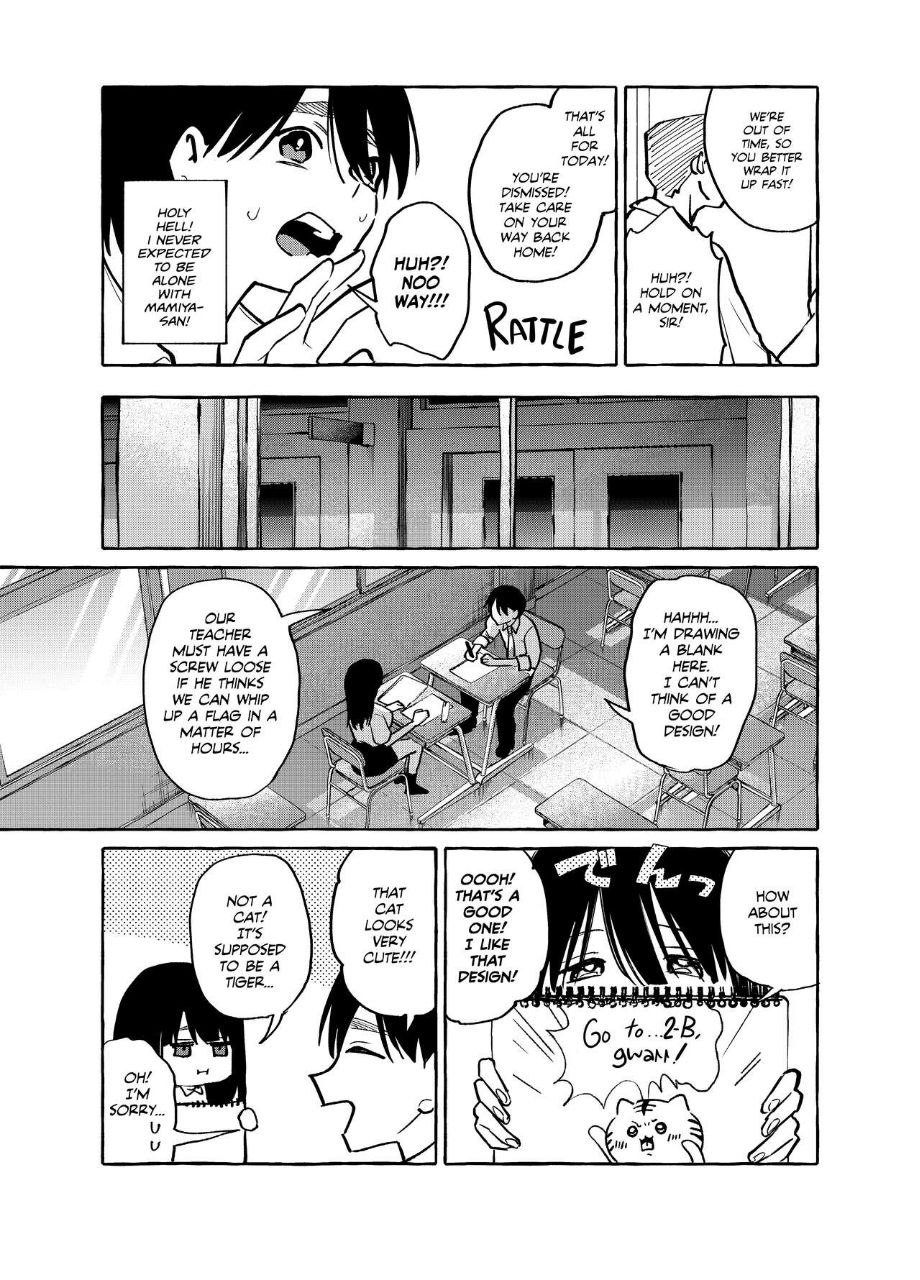 WE'RE
OUT OF
TIME, SO
YOU BETTER
WRAP IT
UP FAST!
HUH?!
HOLD ON
A MOMENT,
SIR!
THAT'S
ALL
FOR
TODAY!
YOU'RE
DISMISSED!
TAKE CARE
ON YOUR
WAY BACK
HOME!
RATTLE
HUH?!
NOO
WAY!!!
HOLY
HELL!
I NEVER
EXPECTED
TO BE
ALONE
WITH
MAMIYA-
SAN!
HAHHH...
I'M DRAWING
A BLANK
HERE.
I CAN'T
THINK OF A
GOOD
DESIGN!
OUR
TEACHER
MUST HAVE A
SCREW LOOSE
IF HE THINKS
WE CAN WHIP
UP A FLAG IN A
MATTER OF
HOURS...
HOW
ABOUT
THIS?
でんっ
Go to...2-B,
gwarr!
OOOH!
THAT'S A
GOOD
ONE!
I LIKE
THAT
DESIGN!
THAT
CAT
LOOKS
VERY
CUTE!!!
NOT A
CAT!
IT'S
SUPPOSED
TO BE A
TIGER...
OH!
I'M
SORRY...